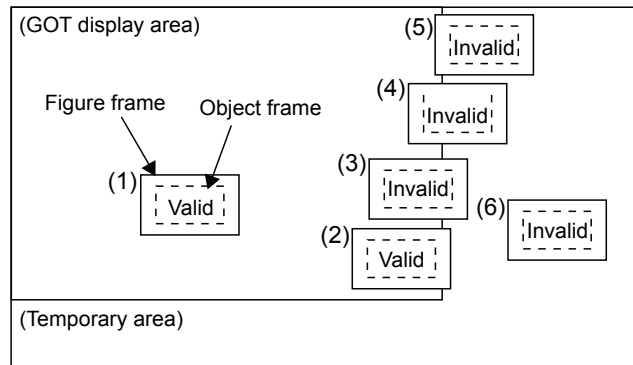 (GOT display area)
(5)
Invalid
(4)
Invalid
Figure frame
Object frame
(1)
Valid
(3)
Invalid
(6)
Invalid
(2)
Valid
(Temporary area)